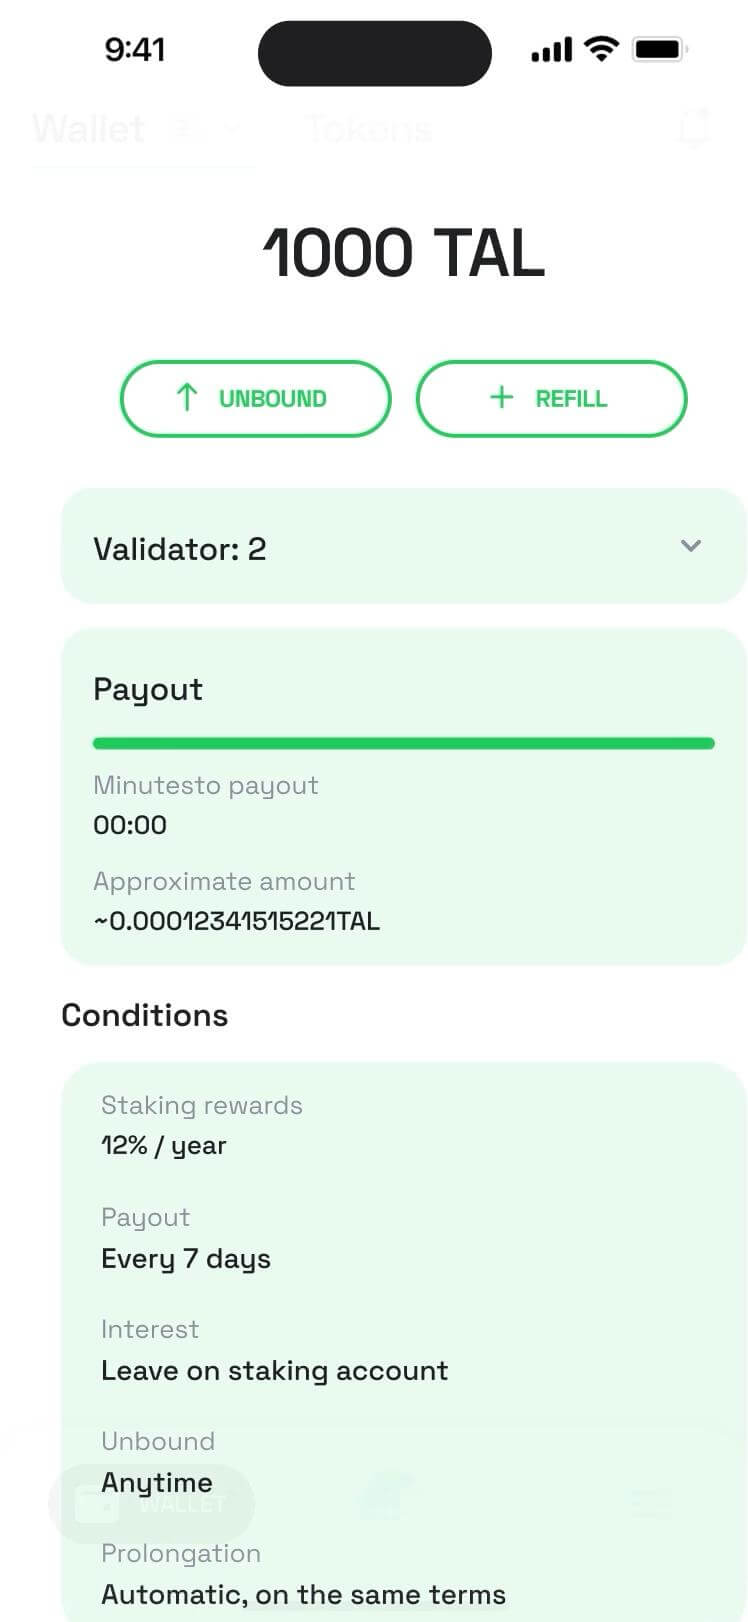 9:41
Wallet
Tokens
1000 TAL
UNBOUND
REFILL
Validator: 2
Payout
Minutesto payout
00:00
Approximate amount
~0.00012341515221TAL
Conditions
Staking rewards
12% / year
Payout
Every 7 days
Interest
Leave on staking account
Unbound
Anytime
WALLET
Prolongation
Automatic, on the same terms